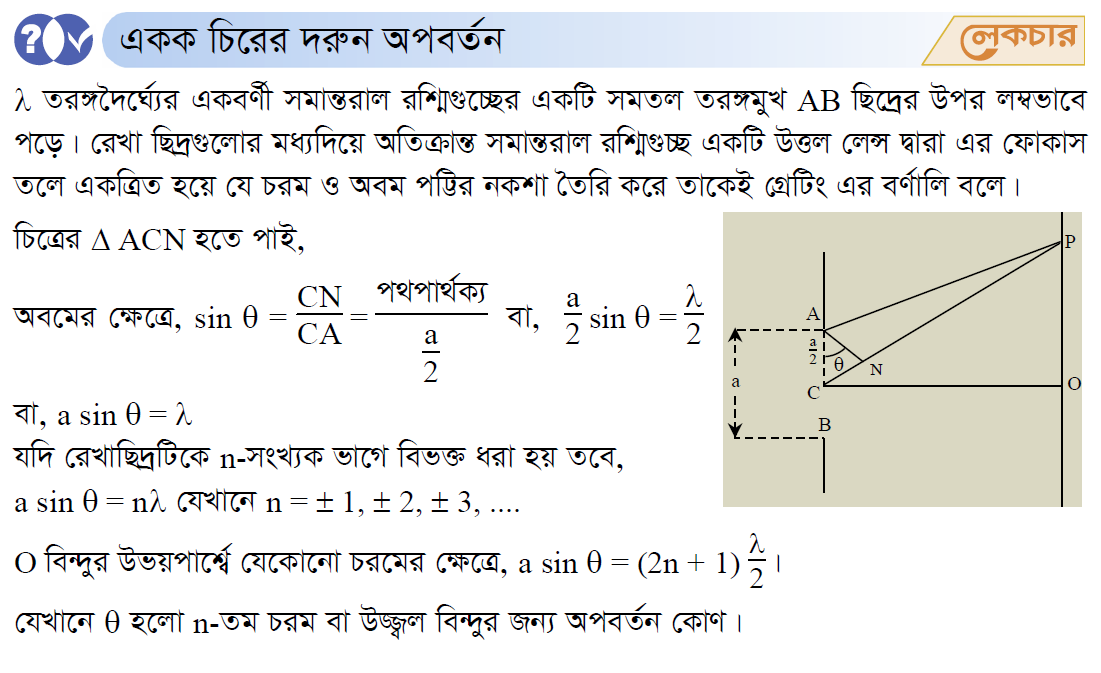 একক চিরের দরুন অপবর্তন
লেকচার
λ তরঙ্গদৈর্ঘ্যের একবর্ণী সমান্তরাল রশ্মিগুচ্ছের একটি সমতল তরঙ্গমুখ AB ছিদ্রের উপর লম্বভাবে
পড়ে। রেখা ছিদ্রগুলোর মধ্যদিয়ে অতিক্রান্ত সমান্তরাল রশ্মিগুচ্ছ একটি উত্তল লেন্স দ্বারা এর ফোকাস
তলে একত্রিত হয়ে যে চরম ও অবম পট্টির নকশা তৈরি করে তাকেই গ্রেটিং এর বর্ণালি বলে।
চিত্রের Δ ACN হতে পাই,
অবমের ক্ষেত্রে, sin θ = CN/CA = পথপার্থক্য/(a/2) বা, a/2 sin θ = λ/2
বা, a sin θ = λ
যদি রেখাছিদ্রটিকে n-সংখ্যক ভাগে বিভক্ত ধরা হয় তবে,
a sin θ = nλ যেখানে n = ± 1, ± 2, ± 3, ....
P
A
a/2
θ
N
a
C
O
B
O বিন্দুর উভয়পার্শ্বে যেকোনো চরমের ক্ষেত্রে, a sin θ = (2n + 1) λ/2।
যেখানে θ হলো n-তম চরম বা উজ্জ্বল বিন্দুর জন্য অপবর্তন কোণ।